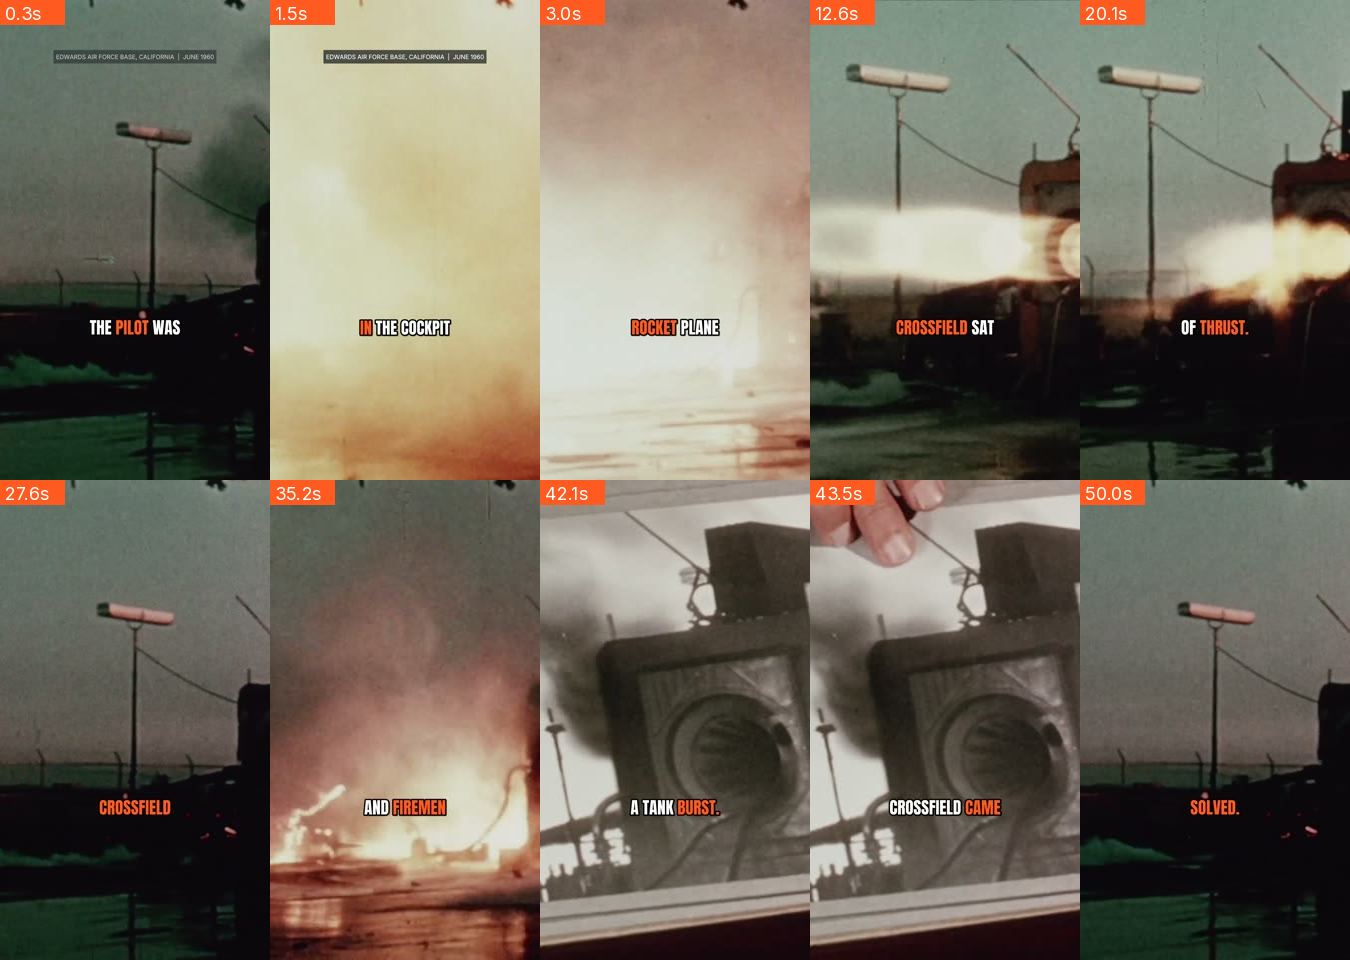 0.3s
EDWARDS AIR FORCE BASE, CALIFORNIA | JUNE 1960
THE PILOT WAS
1.5s
EDWARDS AIR FORCE BASE, CALIFORNIA | JUNE 1960
IN THE COCKPIT
3.0s
ROCKET PLANE
12.6s
CROSSFIELD SAT
20.1s
OF THRUST.
27.6s
CROSSFIELD
35.2s
AND FIREMEN
42.1s
A TANK BURST.
43.5s
CROSSFIELD CAME
50.0s
SOLVED.